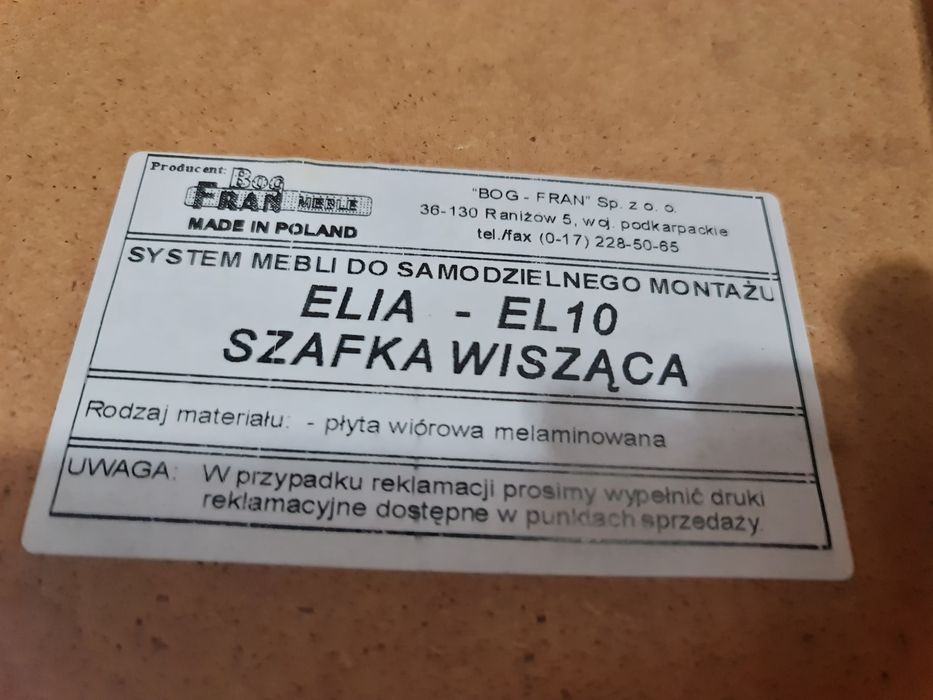 Producent: Bog
FRAN MEBLE
MADE IN POLAND
"BOG - FRAN" Sp. z o. o.
36-130 Raniżów 5, woj. podkarpackie
tel./fax (0-17) 228-50-65
SYSTEM MEBLI DO SAMODZIELNEGO MONTAŻU
ELIA - EL10
SZAFKA WISZĄCA
Rodzaj materiału: - płyta wiórowa melaminowana
UWAGA: W przypadku reklamacji prosimy wypełnić druki
reklamacyjne dostępne w punktach sprzedaży.